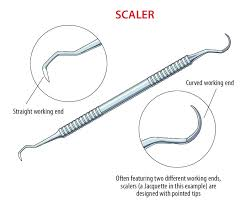 SCALER
Curved working end
Straight working end
Often featuring two different working ends,
scalers (a Jacquette in this example) are
designed with pointed tips